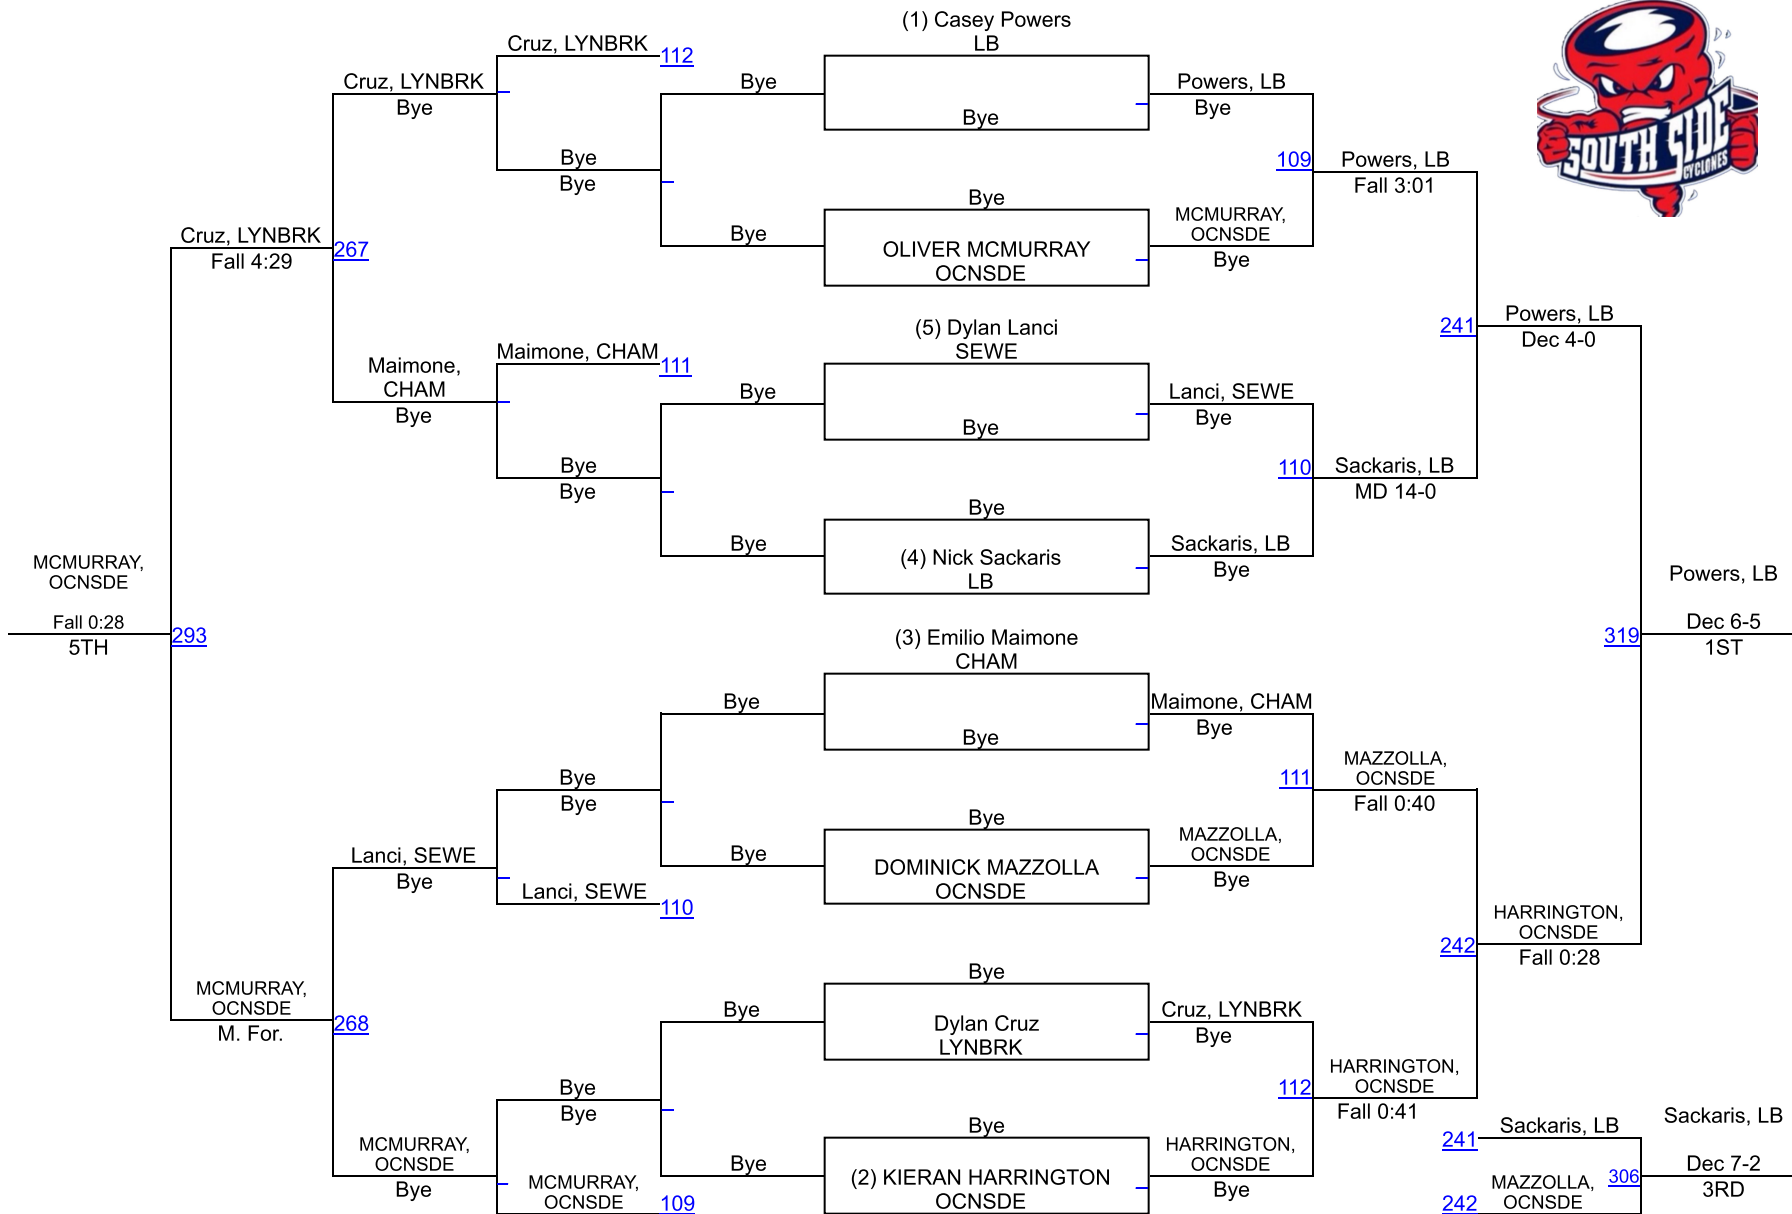 (1) Casey Powers
LB
Cruz, LYNBRK
112
Cruz, LYNBRK
Bye
Bye
Powers, LB
Bye
Bye
SOUTH SIDE
CYCLONES
Bye
Bye
109
Powers, LB
Fall 3:01
Bye
Bye
OLIVER MCMURRAY
OCNSDE
MCMURRAY,
OCNSDE
Bye
Cruz, LYNBRK
Fall 4:29
267
(5) Dylan Lanci
SEWE
241
Powers, LB
Dec 4-0
Maimone, CHAM
111
Maimone,
CHAM
Bye
Bye
Bye
Lanci, SEWE
Bye
Bye
Bye
110
Sackaris, LB
MD 14-0
Bye
Bye
(4) Nick Sackaris
LB
Sackaris, LB
Bye
MCMURRAY,
OCNSDE
Fall 0:28
5TH
293
Powers, LB
Dec 6-5
1ST
319
(3) Emilio Maimone
CHAM
Bye
Bye
Maimone, CHAM
Bye
Bye
Bye
111
MAZZOLLA,
OCNSDE
Fall 0:40
Bye
Bye
DOMINICK MAZZOLLA
OCNSDE
MAZZOLLA,
OCNSDE
Bye
Lanci, SEWE
Bye
Lanci, SEWE
110
242
HARRINGTON,
OCNSDE
Fall 0:28
MCMURRAY,
OCNSDE
M. For.
268
Bye
Bye
Dylan Cruz
LYNBRK
Cruz, LYNBRK
Bye
Bye
Bye
112
HARRINGTON,
OCNSDE
Fall 0:41
MCMURRAY,
OCNSDE
Bye
MCMURRAY,
OCNSDE
109
Bye
Bye
(2) KIERAN HARRINGTON
OCNSDE
HARRINGTON,
OCNSDE
Bye
241
Sackaris, LB
242
MAZZOLLA,
OCNSDE
306
Sackaris, LB
Dec 7-2
3RD